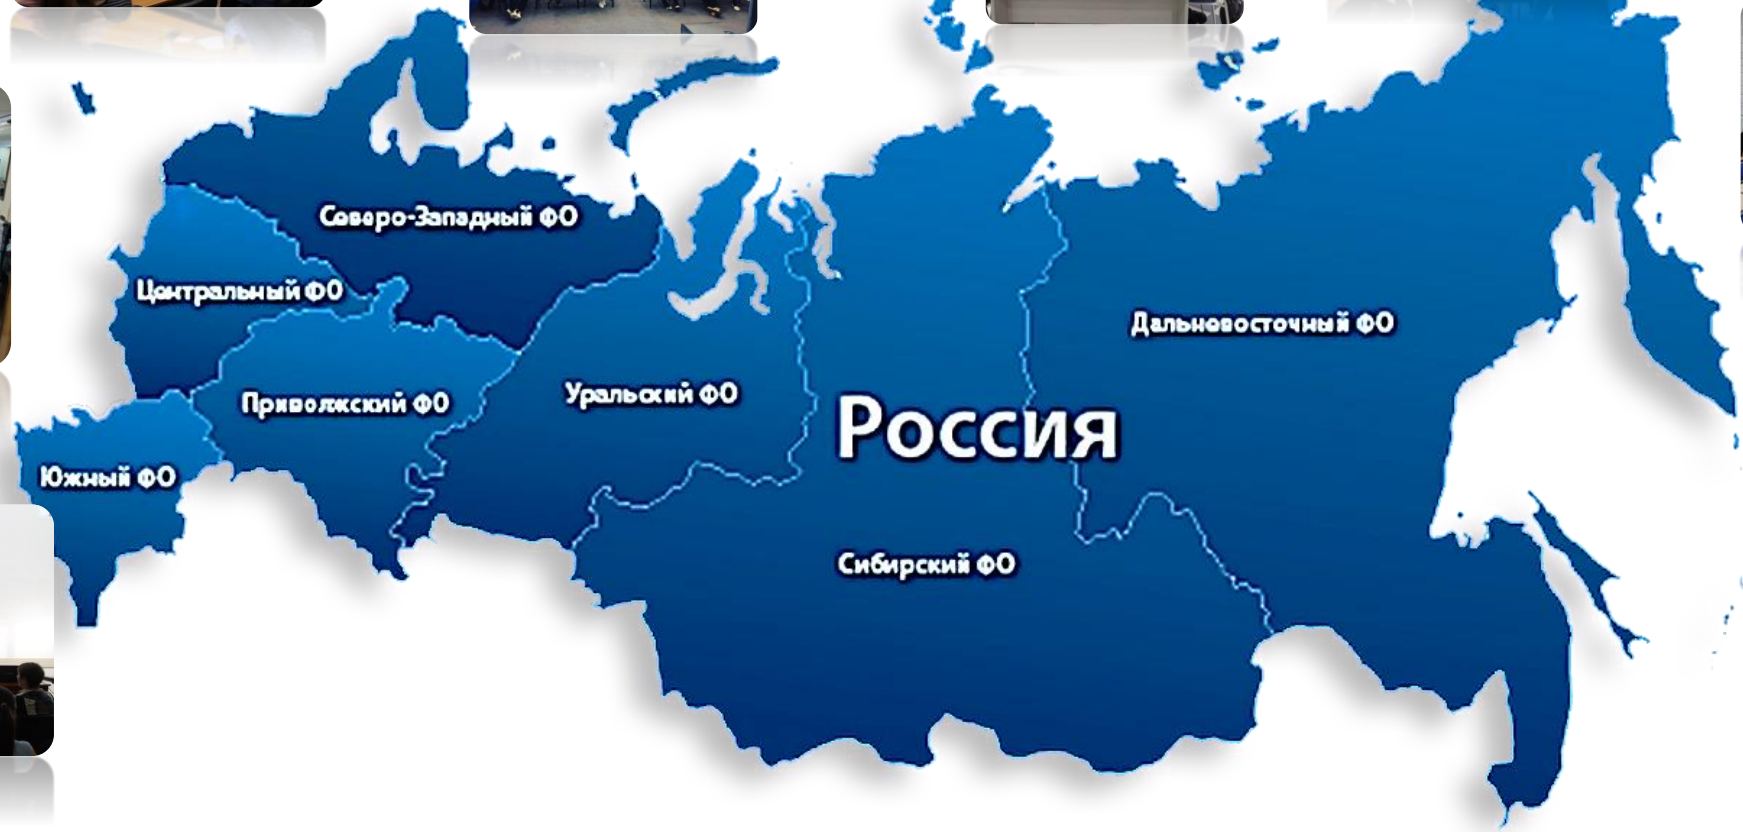 Северо-Западный ФО
Центральный ФО
Дальневосточный ФО
Уральский ФО
Приволжский ФО
Россия
Южный ФО
Сибирский ФО